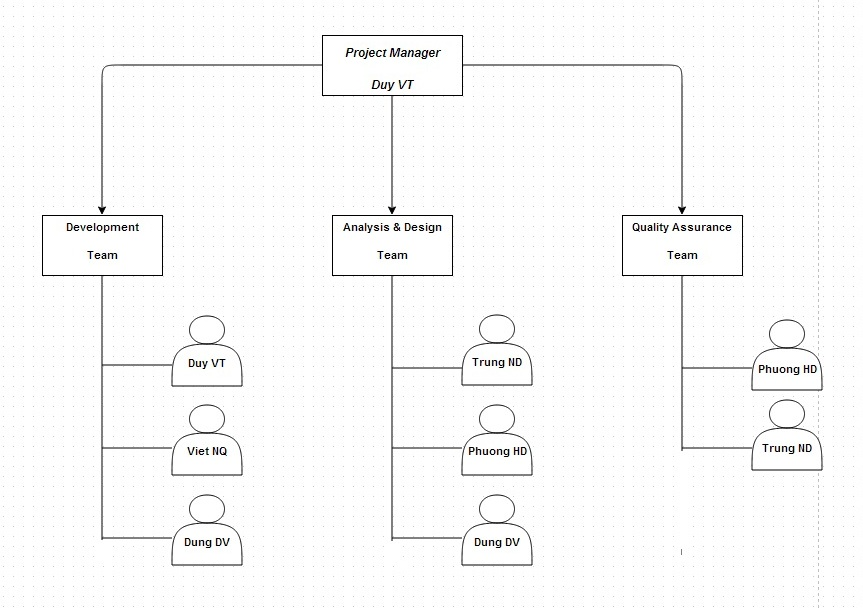 Project Manager
Duy VT
Development
Team
Analysis & Design
Team
Quality Assurance
Team
Duy VT
Viet NQ
Dung DV
Trung ND
Phuong HD
Dung DV
Phuong HD
Trung ND